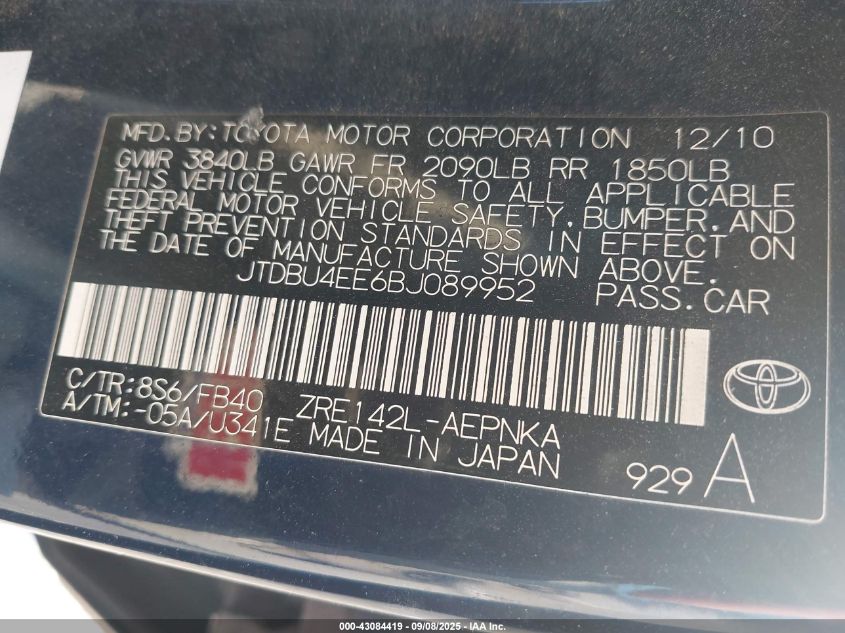 MFD.BY:TOYOTA MOTOR CORPORATION 12/10
GVWR 3840LB GAWR FR 2090LB RR 1850LB
THIS VEHICLE CONFORMS TO ALL APPLICABLE
FEDERAL MOTOR VEHICLE SAFETY,BUMPER,AND
THEFT PREVENTION STANDARDS IN EFFECT ON
THE DATE OF MANUFACTURE SHOWN ABOVE.
JTDBU4EE6BJ089952 PASS.CAR
C/TR:8S6/FB40 ZRE142L-AEPNKA
A/TM:-05A/U341E MADE IN JAPAN 929 A
000-43084419 - 09/08/2025 - IAA Inc.